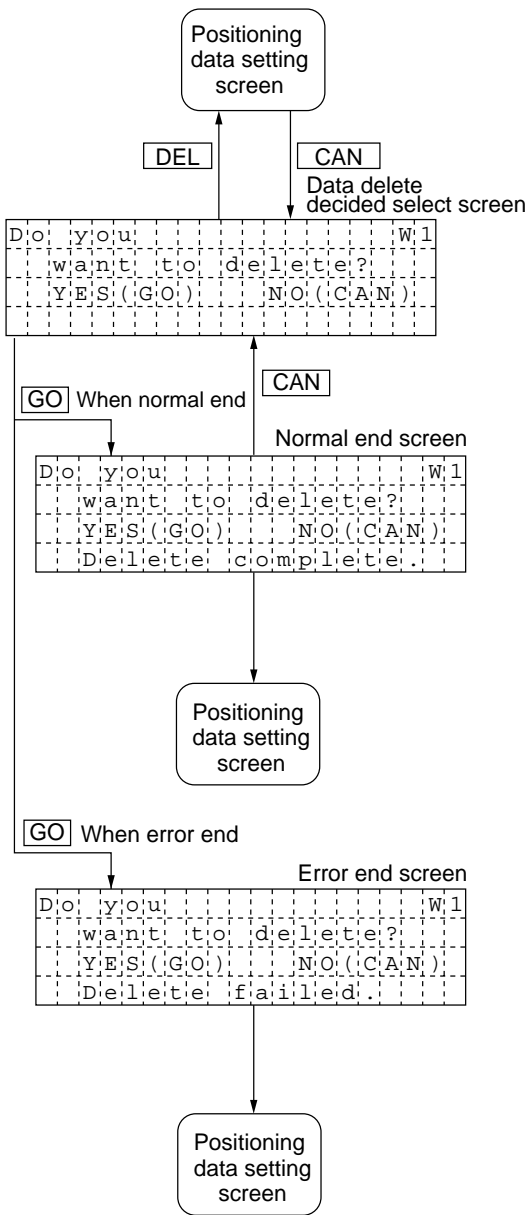 Positioning
data setting
screen
DEL
CAN
Data delete
decided select screen
Do you W1
want to delete?
YES(GO) NO(CAN)
CAN
GO When normal end
Normal end screen
Do you W1
want to delete?
YES(GO) NO(CAN)
Delete complete.
Positioning
data setting
screen
GO When error end
Error end screen
Do you W1
want to delete?
YES(GO) NO(CAN)
Delete failed.
Positioning
data setting
screen